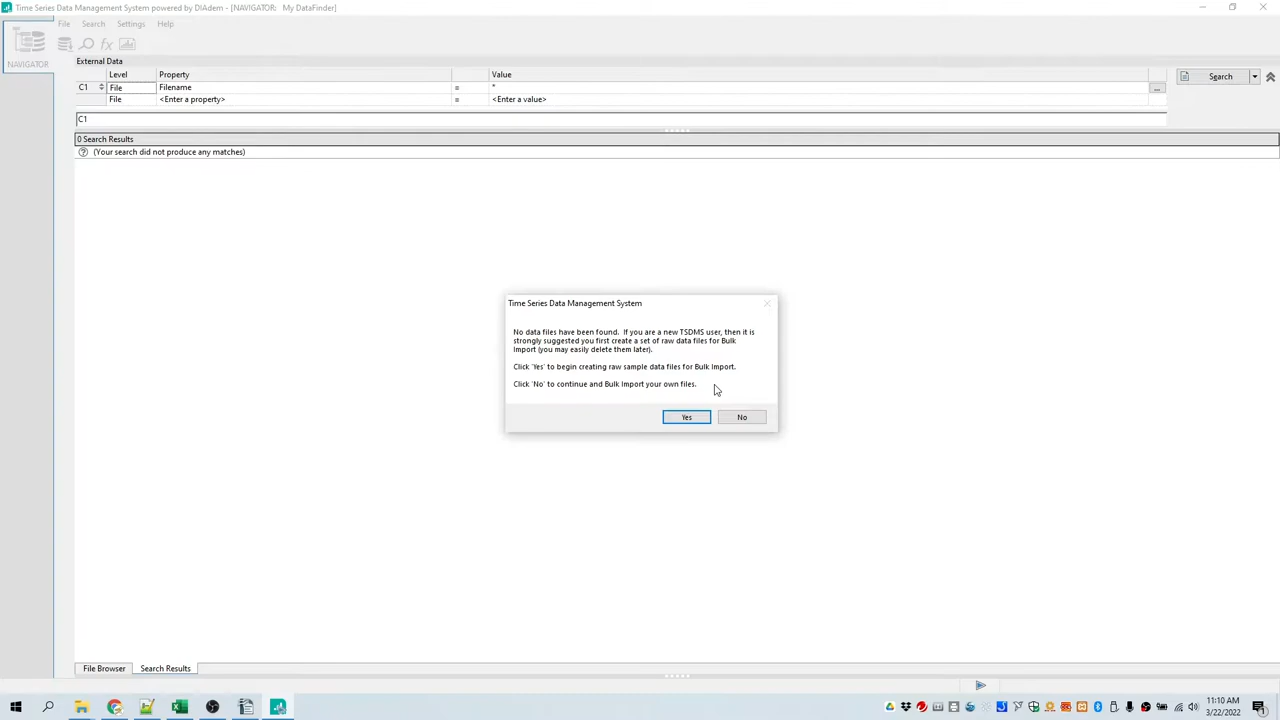 Time Series Data Management System powered by DIAdem - [NAVIGATOR: My DataFinder]
File Search Settings Help
NAVIGATOR
External Data
Level Property Value
C1 File Filename = *
File <Enter a property> = <Enter a value>
...
Search
C1
0 Search Results
(Your search did not produce any matches)
Time Series Data Management System
No data files have been found. If you are a new TSDMS user, then it is
strongly suggested you first create a set of raw data files for Bulk
Import (you may easily delete them later).
Click 'Yes' to begin creating raw sample data files for Bulk Import.
Click 'No' to continue and Bulk Import your own files.
Yes No
File Browser Search Results
11:10 AM
3/22/2022